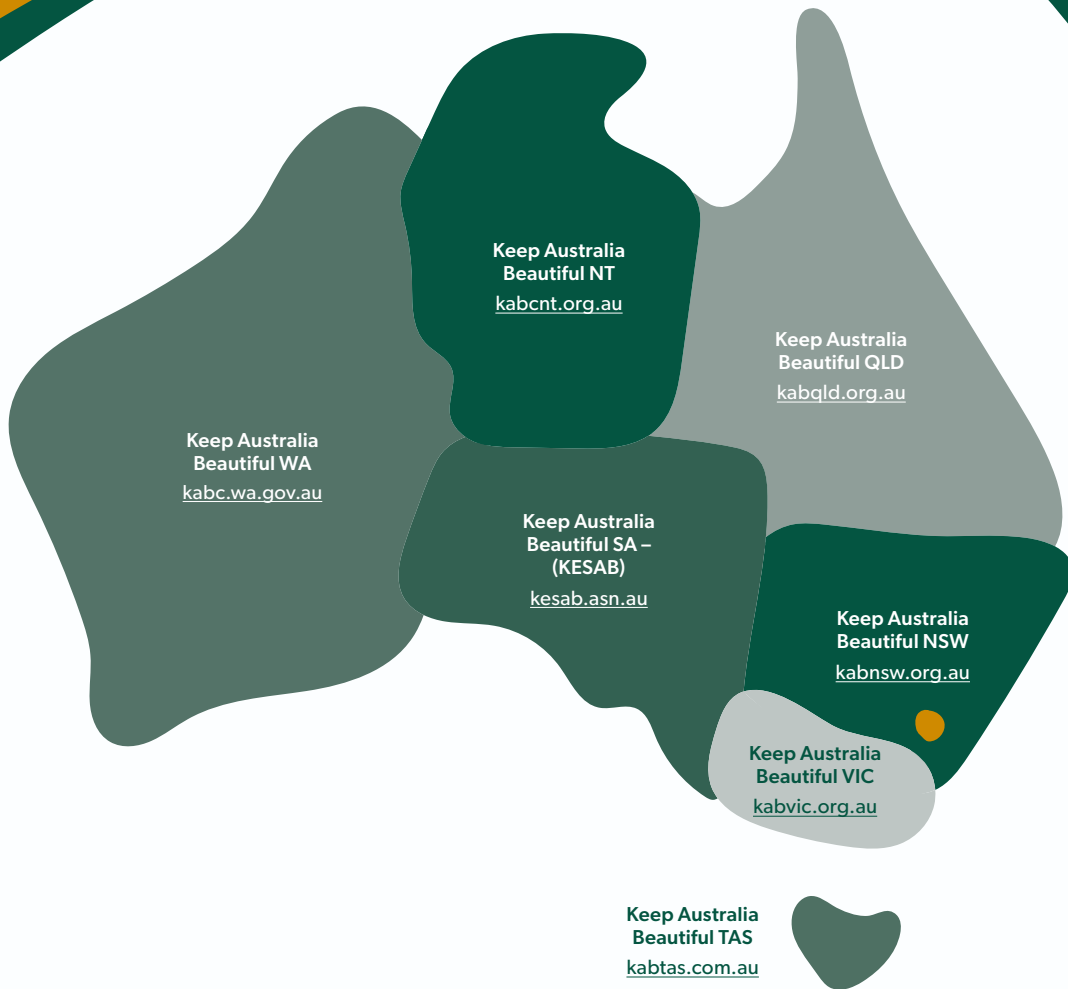 Keep Australia
Beautiful NT
kabcnt.org.au
Keep Australia
Beautiful QLD
kabqld.org.au
Keep Australia
Beautiful WA
kabc.wa.gov.au
Keep Australia
Beautiful SA –
(KESAB)
kesab.asn.au
Keep Australia
Beautiful NSW
kabnsw.org.au
Keep Australia
Beautiful VIC
kabvic.org.au
Keep Australia
Beautiful TAS
kabtas.com.au